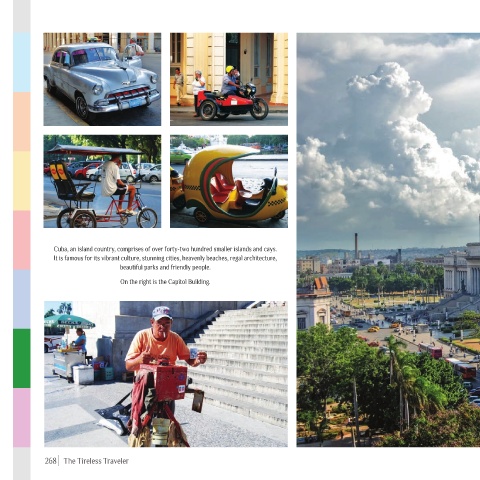 Cuba, an island country, comprises of over forty-two hundred smaller islands and cays.
It is famous for its vibrant culture, stunning cities, heavenly beaches, regal architecture,
beautiful parks and friendly people.
On the right is the Capitol Building.
268 | The Tireless Traveler